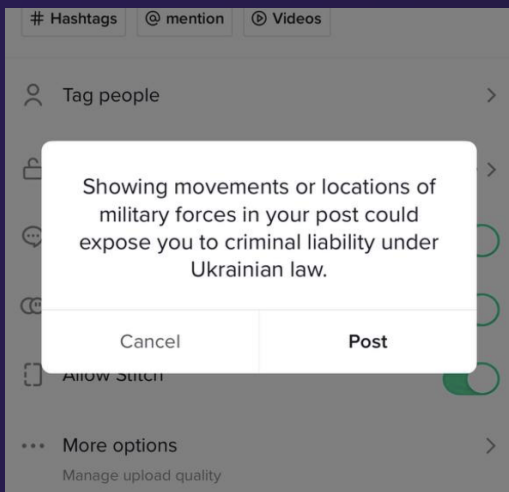 # Hashtags @ mention Videos
Tag people
Showing movements or locations of
military forces in your post could
expose you to criminal liability under
Ukrainian law.
Cancel Post
Allow Stitch
More options
Manage upload quality